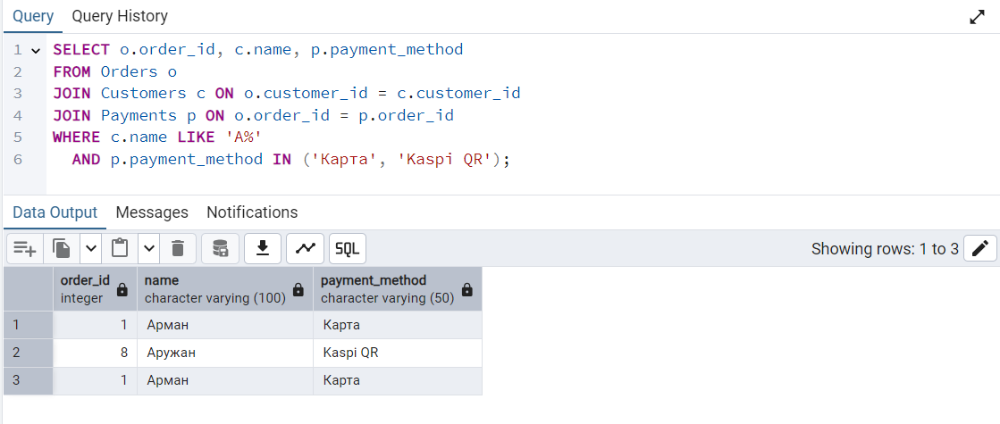 Query Query History
1 SELECT o.order_id, c.name, p.payment_method
2 FROM Orders o
3 JOIN Customers c ON o.customer_id = c.customer_id
4 JOIN Payments p ON o.order_id = p.order_id
5 WHERE c.name LIKE 'А%'
6 AND p.payment_method IN ('Карта', 'Kaspi QR');
Data Output Messages Notifications
SQL Showing rows: 1 to 3
order_id name payment_method
integer character varying (100) character varying (50)
1 1 Арман Карта
2 8 Аружан Kaspi QR
3 1 Арман Карта